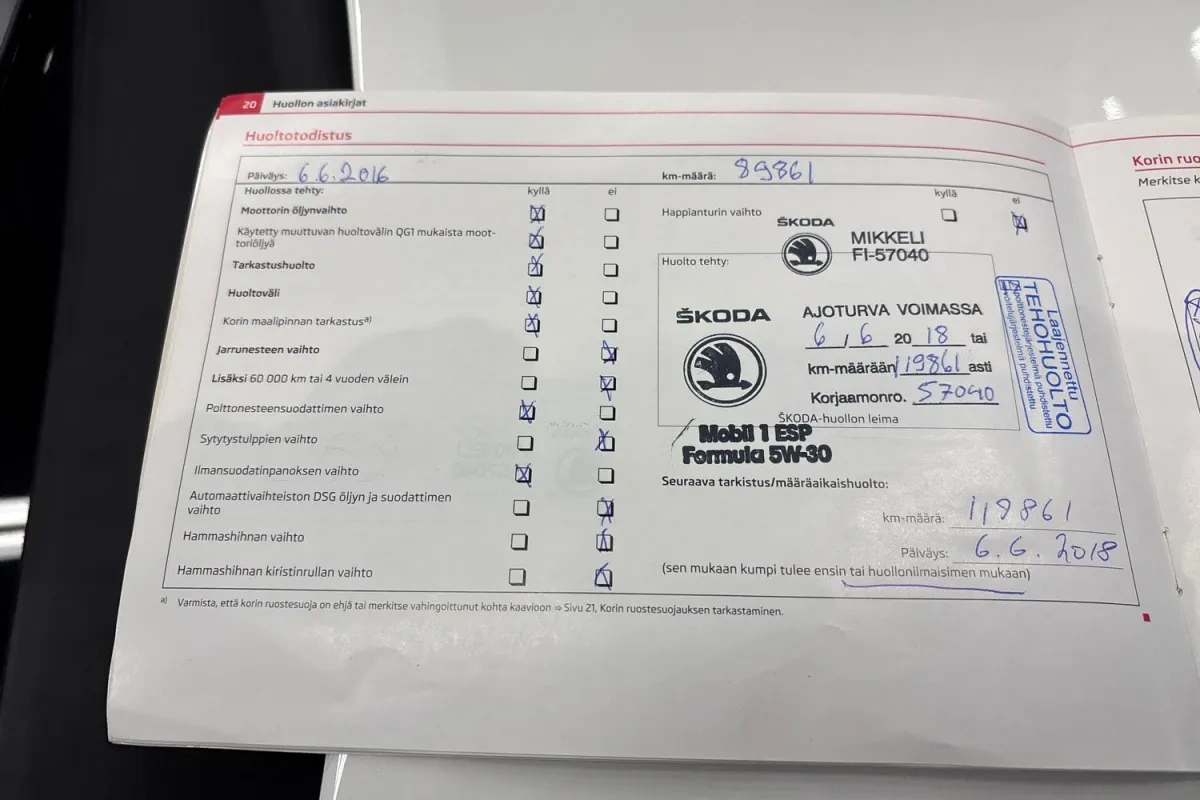 20 Huollon asiakirjat
Huoltotodistus
Päiväys: 6.6.2016 km-määrä: 89861
Huollossa tehty: kyllä ei
Moottorin öljynvaihto
Käytetty muuttuvan huoltovälin QG1 mukaista moot-
toriöljyä
Tarkastushuolto
Huoltoväli
Korin maalipinnan tarkastus a)
Jarrunesteen vaihto
Lisäksi 60 000 km tai 4 vuoden välein
Polttonesteensuodattimen vaihto
Sytytystulppien vaihto
Ilmansuodatinpanoksen vaihto
Automaattivaihteiston DSG öljyn ja suodattimen
vaihto
Hammashihnan vaihto
Hammashihnan kiristinrullan vaihto
kyllä ei
Happianturin vaihto
ŠKODA
MIKKELI
FI-57040
Huolto tehty:
ŠKODA
AJOTURVA VOIMASSA
6 / 6 20 18 tai
km-määrään 119861 asti
Korjaamonro. 57040
ŠKODA-huollon leima
Laajennettu
TEHOHUOLTO
Polttonestejärjestelmä puhdistettu
puhdistettu
Mobil 1 ESP
Formula 5W-30
Seuraava tarkistus/määräaikaishuolto:
km-määrä: 119861
Päiväys: 6.6.2018
(sen mukaan kumpi tulee ensin tai huollonilmaisimen mukaan)
a) Varmista, että korin ruostesuoja on ehjä tai merkitse vahingoittunut kohta kaavioon ⇒ Sivu 21, Korin ruostesuojauksen tarkastaminen.
Korin ruo
Merkitse k